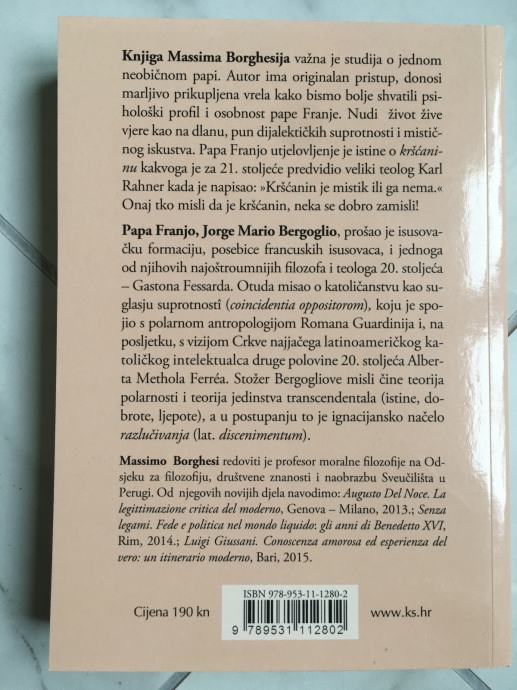 Knjiga Massima Borghesija važna je studija o jednom
neobičnom papi. Autor ima originalan pristup, donosi
marljivo prikupljena vrela kako bismo bolje shvatili psi-
hološki profil i osobnost pape Franje. Nudi život žive
vjere kao na dlanu, pun dijalektičkih suprotnosti i mistič-
nog iskustva. Papa Franjo utjelovljenje je istine o kršćani-
nu kakvoga je za 21. stoljeće predvidio veliki teolog Karl
Rahner kada je napisao: »Kršćanin je mistik ili ga nema.«
Onaj tko misli da je kršćanin, neka se dobro zamisli!
Papa Franjo, Jorge Mario Bergoglio, prošao je isusova-
čku formaciju, posebice francuskih isusovaca, i jednoga
od njihovih najoštroumnijih filozofa i teologa 20. stoljeća
– Gastona Fessarda. Otuda misao o katoličanstvu kao su-
glasju suprotnostî (coincidentia oppositorom), koju je spo-
jio s polarnom antropologijom Romana Guardinija i, na
posljetku, s vizijom Crkve najjačega latinoameričkog ka-
toličkog intelektualca druge polovine 20. stoljeća Alber-
ta Methola Ferréa. Stožer Bergogliove misli čine teorija
polarnosti i teorija jedinstva transcendentala (istine, do-
brote, ljepote), a u postupanju to je ignacijansko načelo
razlučivanja (lat. discenimentum).
Massimo Borghesi redoviti je profesor moralne filozofije na Od-
sjeku za filozofiju, društvene znanosti i naobrazbu Sveučilišta u
Perugi. Od njegovih novijih djela navodimo: Augusto Del Noce. La
legittimazione critica del moderno, Genova – Milano, 2013.; Senza
legami. Fede e politica nel mondo liquido: gli anni di Benedetto XVI,
Rim, 2014.; Luigi Giussani. Conoscenza amorosa ed esperienza del
vero: un itinerario moderno, Bari, 2015.
ISBN 978-953-11-1280-2
Cijena 190 kn
www.ks.hr
9 789531 112802